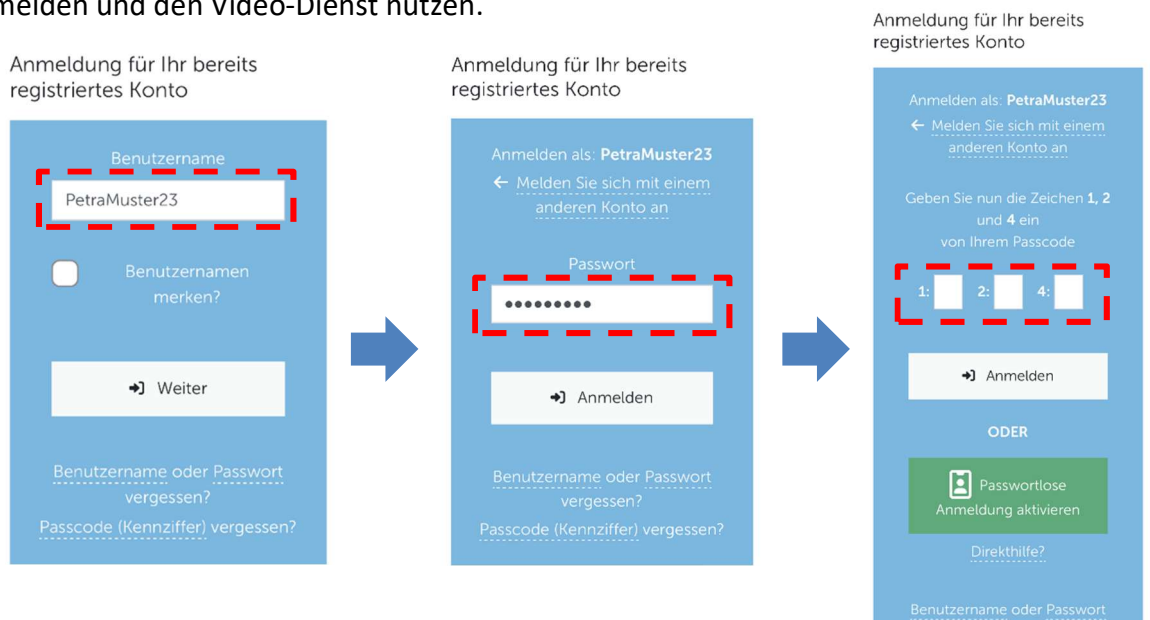 melden und den Video-Dienst nutzen.
Anmeldung für Ihr bereits
registriertes Konto
Benutzername
PetraMuster23
Benutzernamen
merken?
Weiter
Benutzername oder Passwort
vergessen?
Passcode (Kennziffer) vergessen?
Anmeldung für Ihr bereits
registriertes Konto
Anmelden als: PetraMuster23
← Melden Sie sich mit einem
anderen Konto an
Passwort
•••••••••
Anmelden
Benutzername oder Passwort
vergessen?
Passcode (Kennziffer) vergessen?
Anmeldung für Ihr bereits
registriertes Konto
Anmelden als: PetraMuster23
← Melden Sie sich mit einem
anderen Konto an
Geben Sie nun die Zeichen 1, 2
und 4 ein
von Ihrem Passcode
1: 2: 4:
Anmelden
ODER
Passwortlose
Anmeldung aktivieren
Direkthilfe?
Benutzername oder Passwort